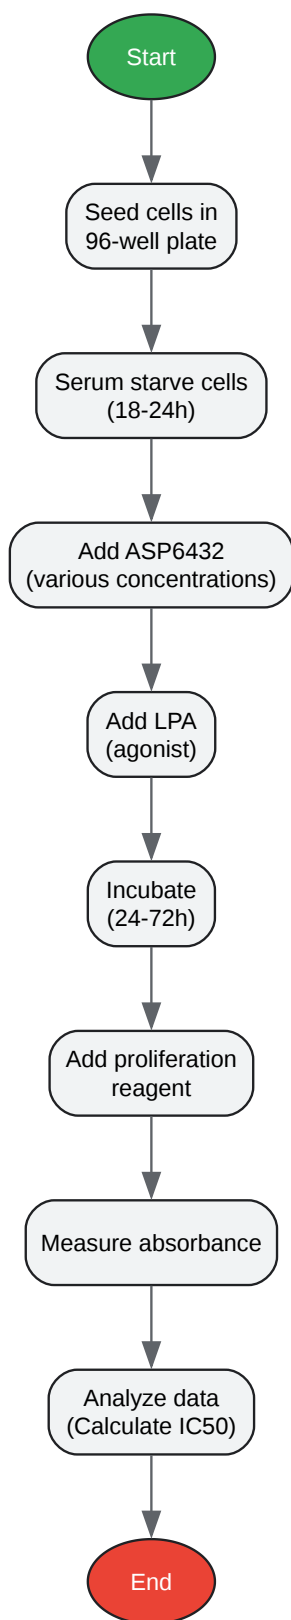 Start
Seed cells in
96-well plate
Serum starve cells
(18-24h)
Add ASP6432
(various concentrations)
Add LPA
(agonist)
Incubate
(24-72h)
Add proliferation
reagent
Measure absorbance
Analyze data
(Calculate IC50)
End